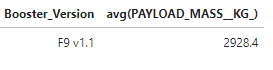 Booster_Version avg(PAYLOAD_MASS__KG_)
F9 v1.1 2928.4